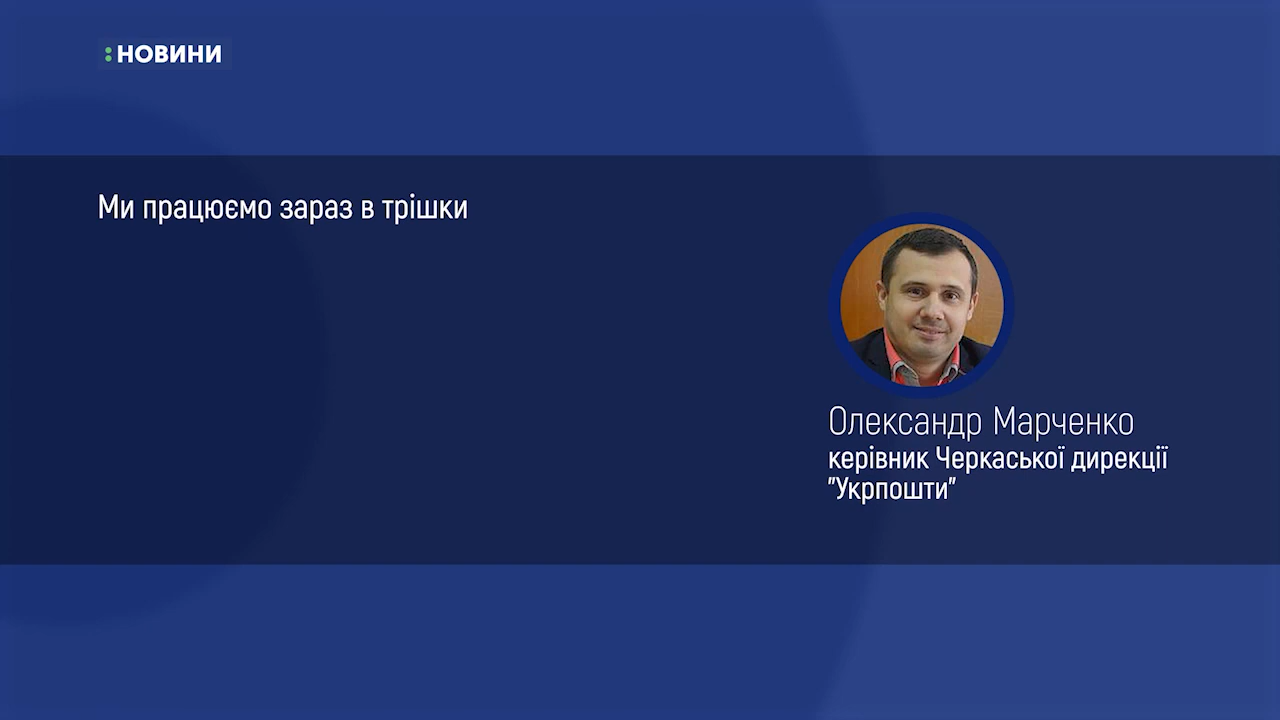 :НОВИНИ
Ми працюємо зараз в трішки
Олександр Марченко
керівник Черкаської дирекції
"Укрпошти"